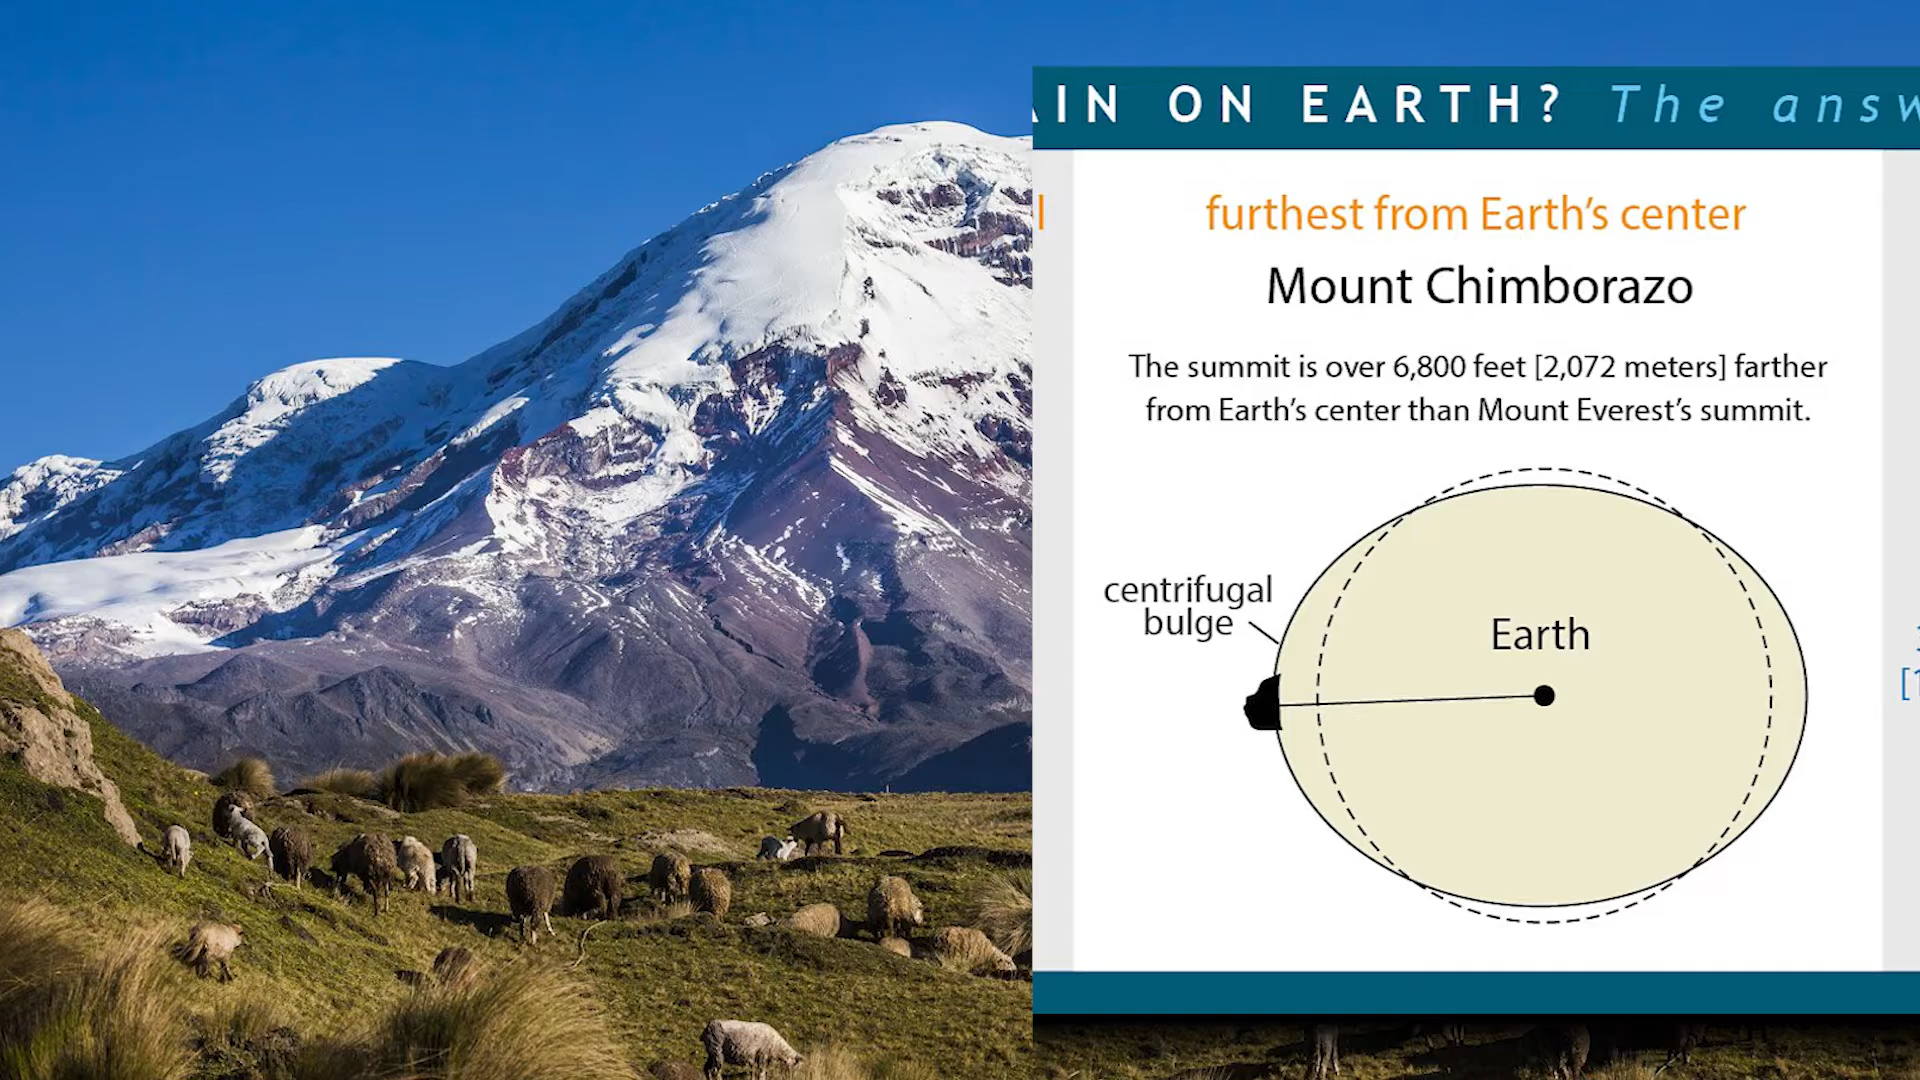 IN ON EARTH? The answ
furthest from Earth's center
Mount Chimborazo
The summit is over 6,800 feet [2,072 meters] farther
from Earth's center than Mount Everest's summit.
centrifugal
bulge
Earth